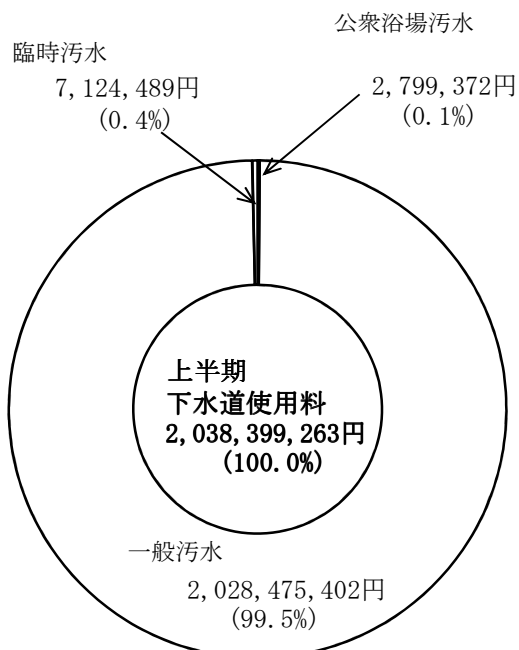 公衆浴場汚水
2,799,372円
(0.1%)
臨時汚水
7,124,489円
(0.4%)
上半期
下水道使用料
2,038,399,263円
(100.0%)
一般汚水
2,028,475,402円
(99.5%)